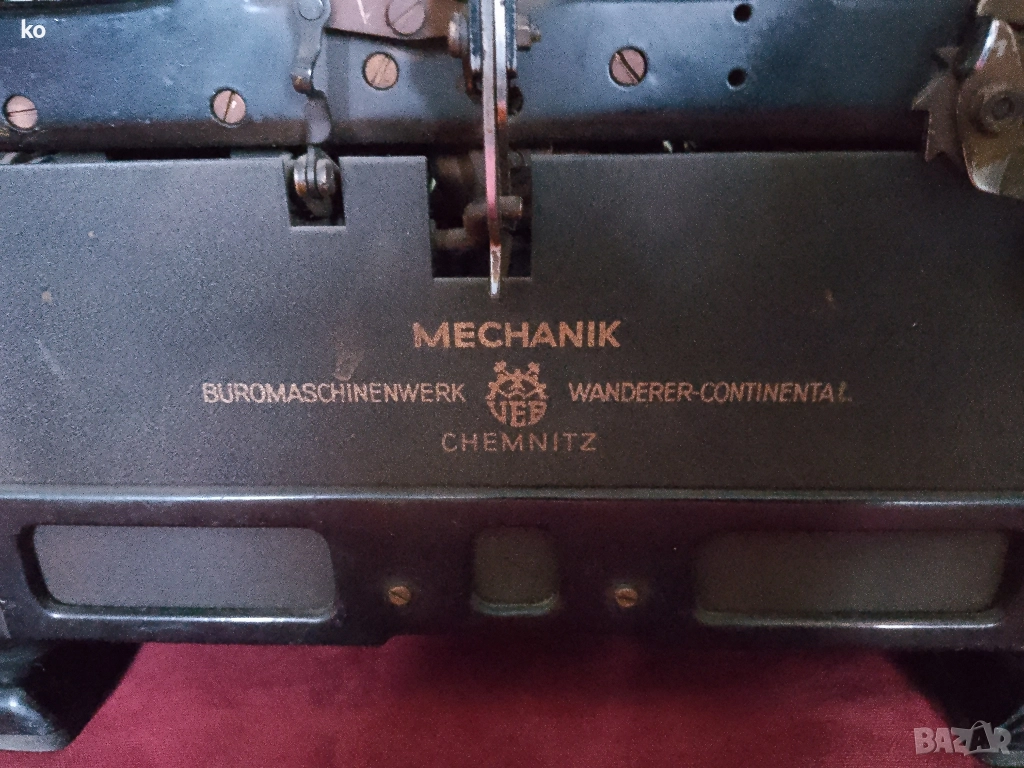 ko
MECHANIK
BÜROMASCHINENWERK VEB WANDERER-CONTINENTAL
CHEMNITZ
BAZAR